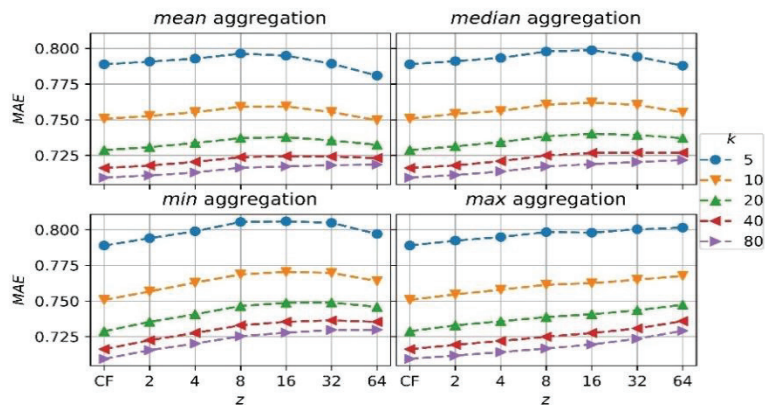 mean aggregation
median aggregation
MAE
0.800
0.775
0.750
0.725
k
5
10
20
40
80
min aggregation
max aggregation
MAE
0.800
0.775
0.750
0.725
CF 2 4 8 16 32 64
CF 2 4 8 16 32 64
z
z